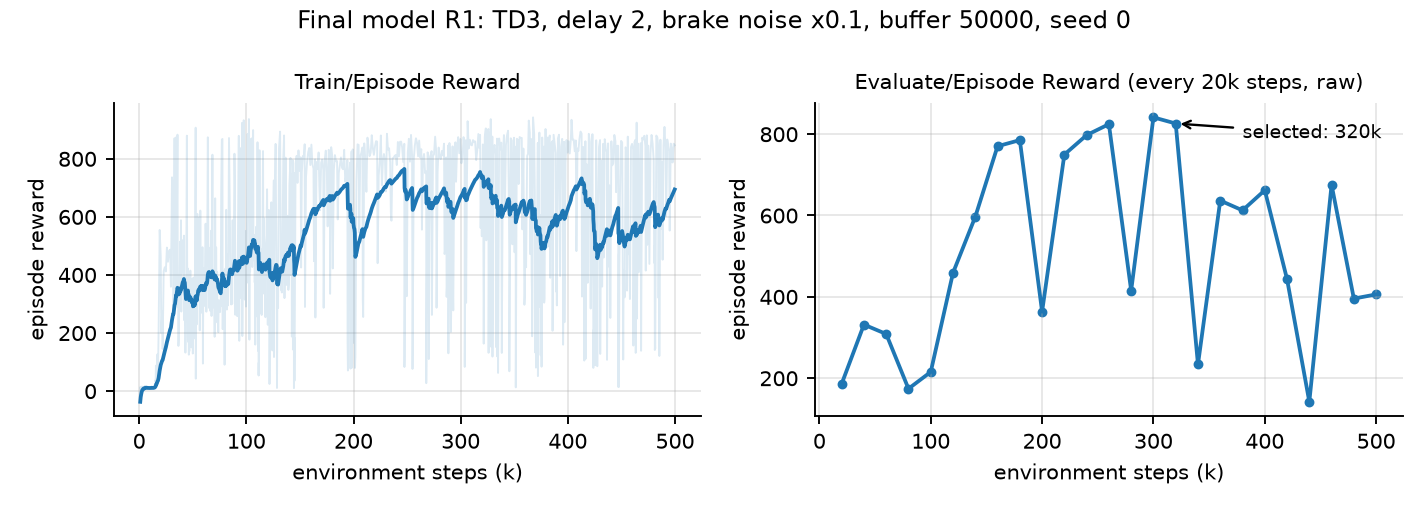 Final model R1: TD3, delay 2, brake noise x0.1, buffer 50000, seed 0
Train/Episode Reward
episode reward
800
600
400
200
0
0 100 200 300 400 500
environment steps (k)
Evaluate/Episode Reward (every 20k steps, raw)
episode reward
800
600
400
200
selected: 320k
0 100 200 300 400 500
environment steps (k)